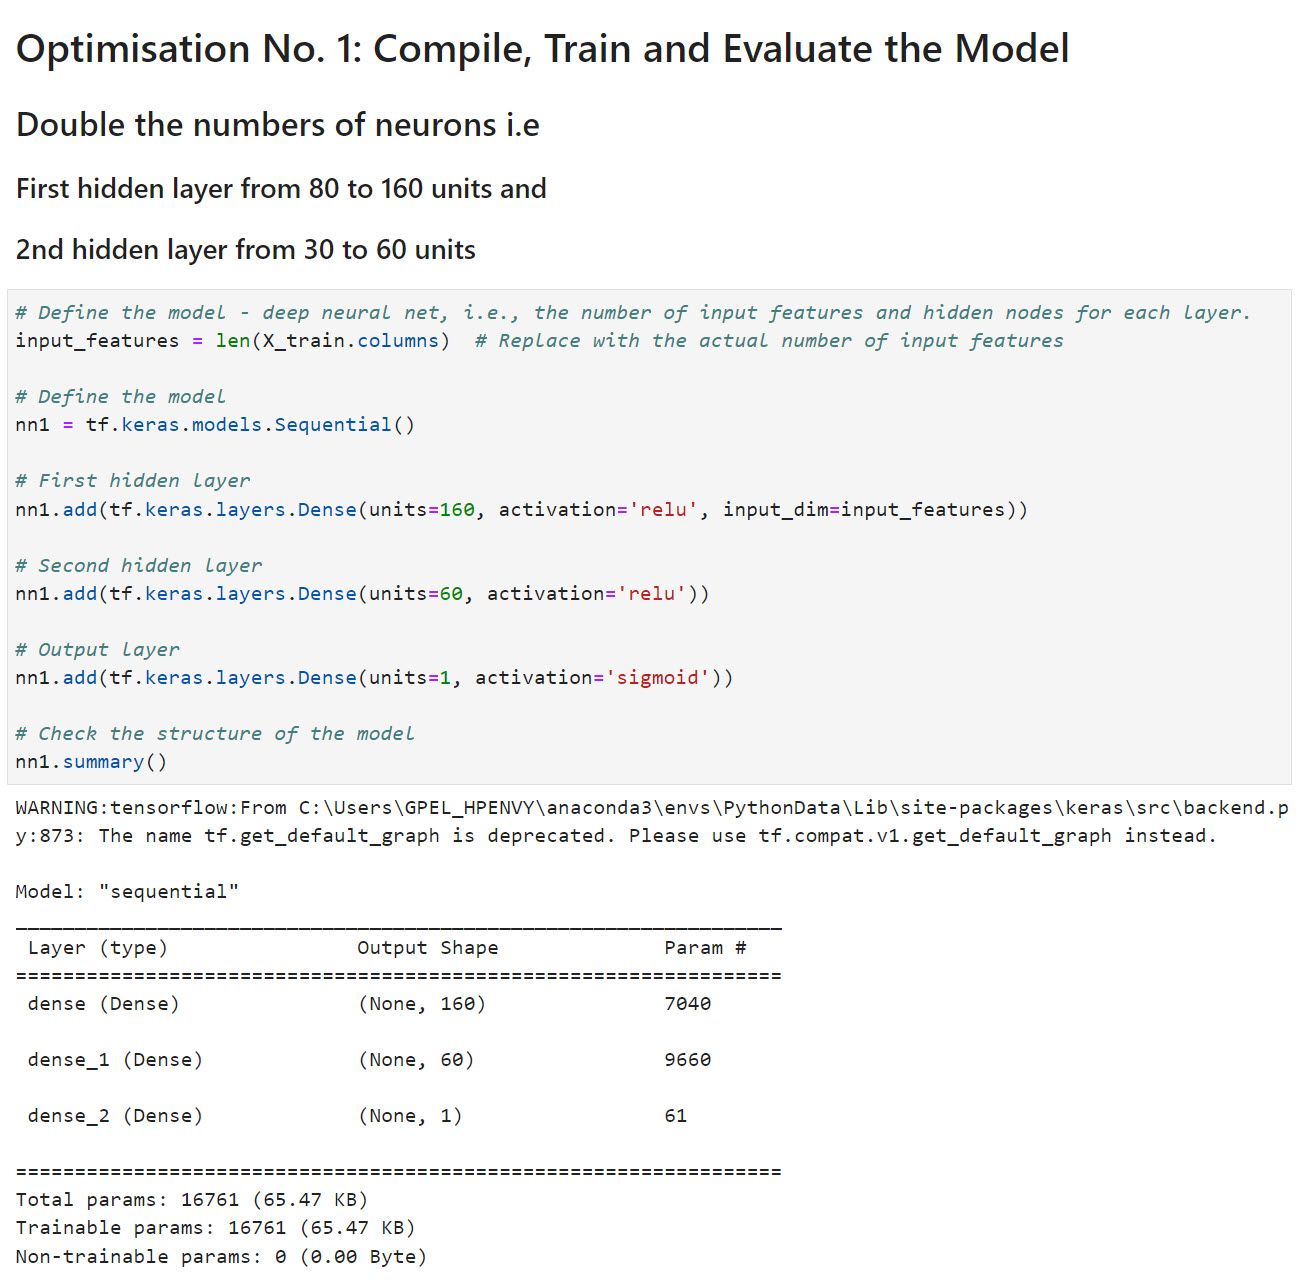 Optimisation No. 1: Compile, Train and Evaluate the Model
Double the numbers of neurons i.e
First hidden layer from 80 to 160 units and
2nd hidden layer from 30 to 60 units
# Define the model - deep neural net, i.e., the number of input features and hidden nodes for each layer.
input_features = len(X_train.columns)  # Replace with the actual number of input features
# Define the model
nn1 = tf.keras.models.Sequential()
# First hidden layer
nn1.add(tf.keras.layers.Dense(units=160, activation='relu', input_dim=input_features))
# Second hidden layer
nn1.add(tf.keras.layers.Dense(units=60, activation='relu'))
# Output layer
nn1.add(tf.keras.layers.Dense(units=1, activation='sigmoid'))
# Check the structure of the model
nn1.summary()
WARNING:tensorflow:From C:\Users\GPEL_HPENVY\anaconda3\envs\PythonData\Lib\site-packages\keras\src\backend.p
y:873: The name tf.get_default_graph is deprecated. Please use tf.compat.v1.get_default_graph instead.
Model: "sequential"
_________________________________________________________________
Layer (type)                Output Shape              Param #
=================================================================
dense (Dense)               (None, 160)               7040
dense_1 (Dense)             (None, 60)                9660
dense_2 (Dense)             (None, 1)                 61
=================================================================
Total params: 16761 (65.47 KB)
Trainable params: 16761 (65.47 KB)
Non-trainable params: 0 (0.00 Byte)